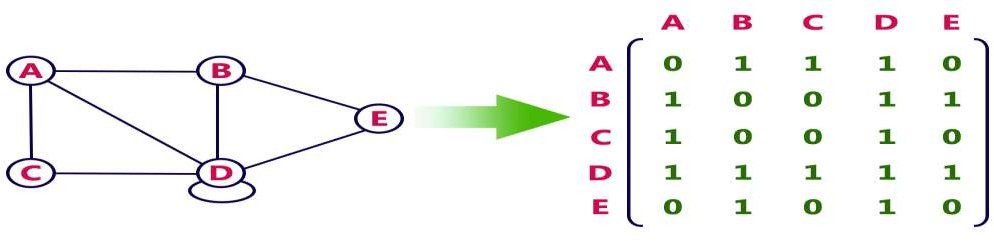 A B E C D
A B C D E
A 0 1 1 1 0
B 1 0 0 1 1
C 1 0 0 1 0
D 1 1 1 1 1
E 0 1 0 1 0